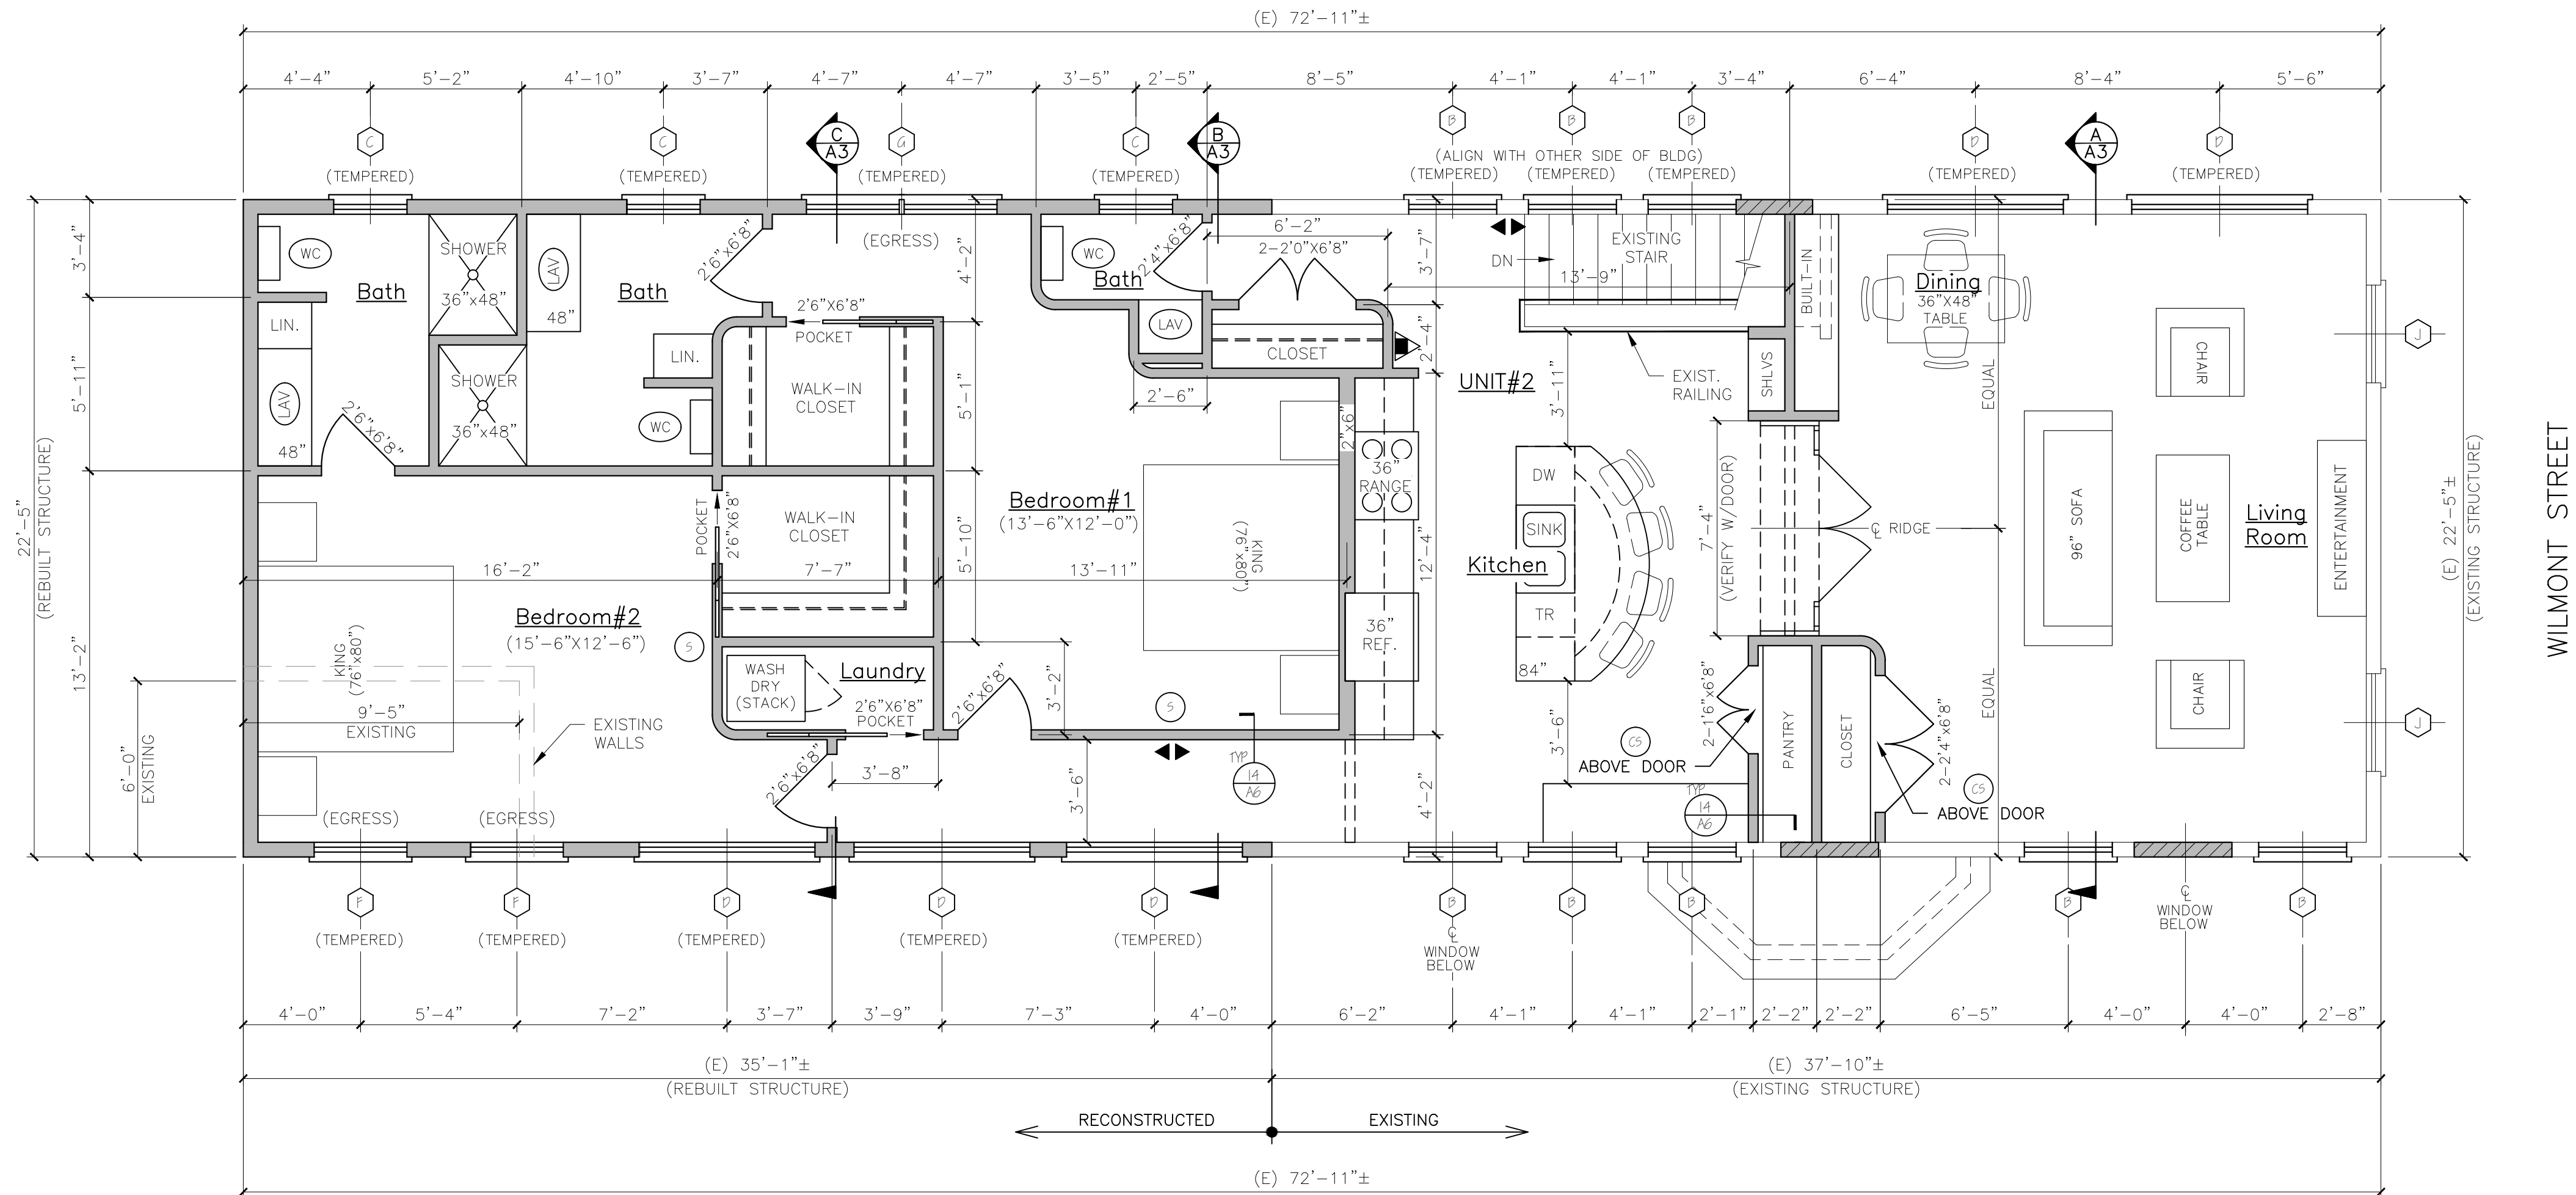 (E) 72'-11"±
4'-4" 5'-2" 4'-10" 3'-7" 4'-7" 4'-7" 3'-5" 2'-5" 8'-5" 4'-1" 4'-1" 3'-4" 6'-4" 8'-4" 5'-6"
C C C A3 G C B A3 B B B D A A3 D
(ALIGN WITH OTHER SIDE OF BLDG)
(TEMPERED) (TEMPERED) (TEMPERED) (TEMPERED) (TEMPERED) (TEMPERED) (TEMPERED) (TEMPERED) (TEMPERED)
22'-5"
(REBUILT STRUCTURE)
3'-4"
5'-11"
13'-2"
6'-0"
EXISTING
WC
Bath
LIN.
LAV
48"
2'6"x6'8"
SHOWER
36"x48"
SHOWER
36"x48"
LAV
48"
Bath
LIN.
WC
2'6"x6'8"
(EGRESS)
4'-2"
2'6"X6'8"
POCKET
WALK-IN
CLOSET
5'-1"
WC
Bath
2'4"x6'8"
LAV
2'-6"
6'-2"
2-2'0"X6'8"
CLOSET
3'-7"
2'-4"
DN
EXISTING
STAIR
13'-9"
BUILT-IN
UNIT#2
EXIST.
RAILING
3'-11"
SHLVS
Dining
36"X48"
TABLE
EQUAL
CHAIR
J
POCKET
2'6"X6'8"
WALK-IN
CLOSET
5'-10"
Bedroom#1
(13'-6"X12'-0")
KING
(76"x80")
2"x6"
36"
RANGE
12'-4"
DW
SINK
Kitchen
TR
84"
36"
REF.
7'-4"
(VERIFY W/DOOR)
℄ RIDGE
96" SOFA
COFFEE
TABLE
Living
Room
ENTERTAINMENT
(E) 22'-5"±
(EXISTING STRUCTURE)
WILMONT STREET
16'-2" 7'-7" 13'-11"
Bedroom#2
(15'-6"X12'-6")
S
KING
(76"x80")
9'-5"
EXISTING
EXISTING
WALLS
(EGRESS) (EGRESS)
WASH
DRY
(STACK)
Laundry
2'6"X6'8"
POCKET
2'6"x6'8"
2'6"x6'8"
3'-8"
3'-2"
3'-6"
S
TYP
14
A6
4'-2"
3'-6"
CS
ABOVE DOOR
2-1'6"x6'8"
PANTRY
CLOSET
2-2'4"x6'8"
CS
ABOVE DOOR
TYP
14
A6
EQUAL
CHAIR
J
F F D D D B B B B B
(TEMPERED) (TEMPERED) (TEMPERED) (TEMPERED) (TEMPERED)
℄
WINDOW
BELOW
℄
WINDOW
BELOW
4'-0" 5'-4" 7'-2" 3'-7" 3'-9" 7'-3" 4'-0" 6'-2" 4'-1" 4'-1" 2'-1" 2'-2" 2'-2" 6'-5" 4'-0" 4'-0" 2'-8"
(E) 35'-1"± (E) 37'-10"±
(REBUILT STRUCTURE) (EXISTING STRUCTURE)
RECONSTRUCTED EXISTING
(E) 72'-11"±